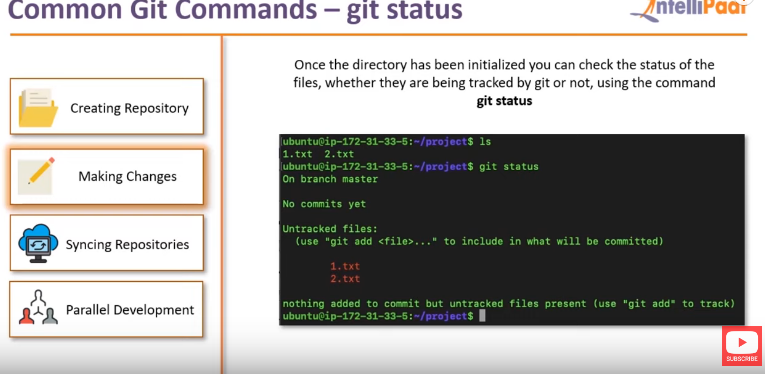 Common Git Commands – git status
IntelliPaat
Creating Repository
Making Changes
Syncing Repositories
Parallel Development
Once the directory has been initialized you can check the status of the
files, whether they are being tracked by git or not, using the command
git status
ubuntu@ip-172-31-33-5:~/project$ ls
1.txt 2.txt
ubuntu@ip-172-31-33-5:~/project$ git status
On branch master
No commits yet
Untracked files:
(use "git add <file>..." to include in what will be committed)
1.txt
2.txt
nothing added to commit but untracked files present (use "git add" to track)
ubuntu@ip-172-31-33-5:~/project$
SUBSCRIBE